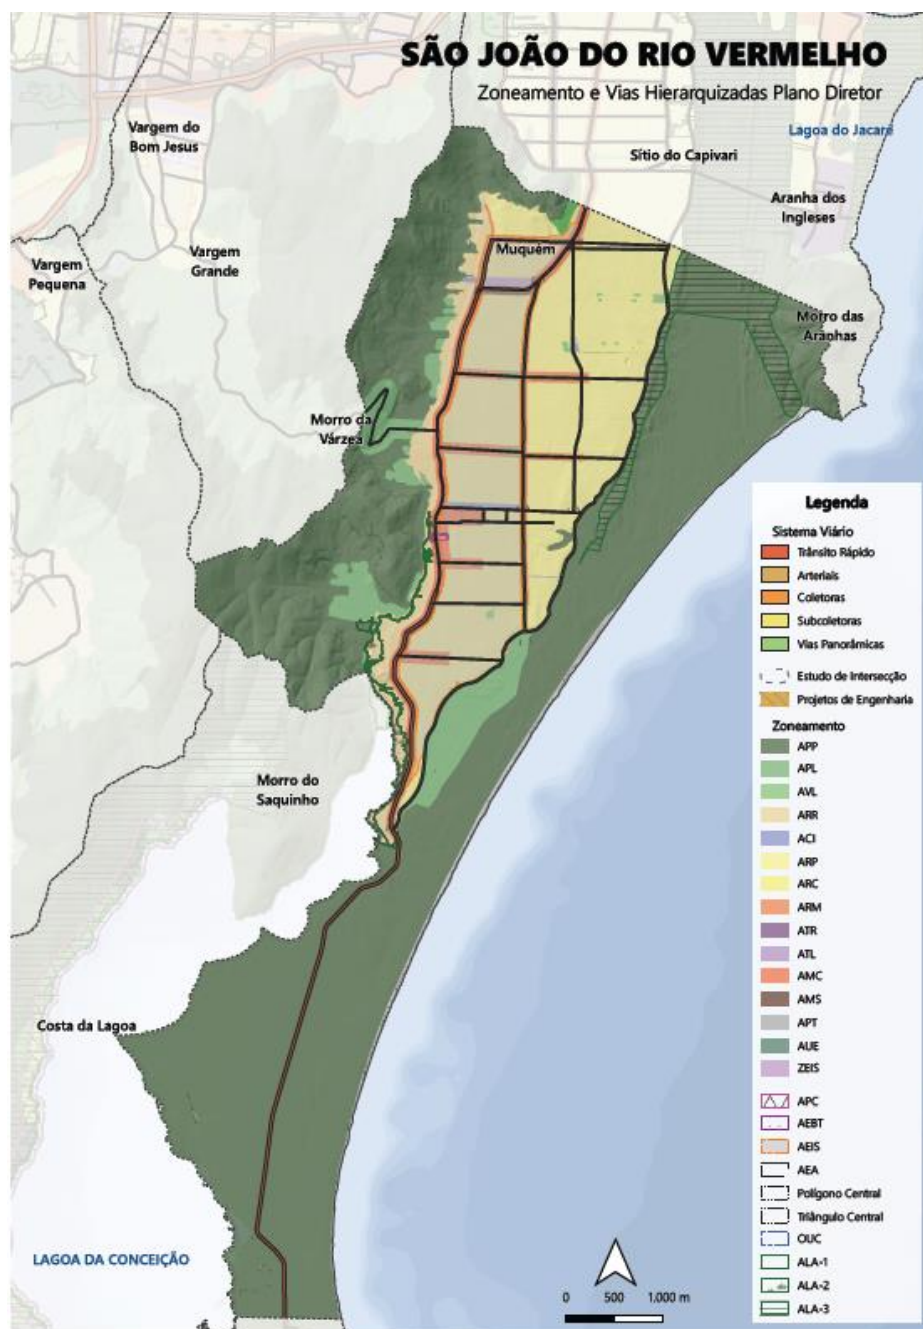 SÃO JOÃO DO RIO VERMELHO
Zoneamento e Vias Hierarquizadas Plano Diretor
Lagoa do Jacaré
Vargem do
Bom Jesus
Sítio do Capivari
Aranha dos
Ingleses
Vargem
Grande
Muquém
Vargem
Pequena
Morro das
Aranhas
Morro da
Várzea
Morro do
Saquinho
Costa da Lagoa
LAGOA DA CONCEIÇÃO
Legenda
Sistema Viário
Trânsito Rápido
Arteriais
Coletoras
Subcoletoras
Vias Panorâmicas
Estudo de Intersecção
Projetos de Engenharia
Zoneamento
APP
APL
AVL
ARR
ACI
ARP
ARC
ARM
ATR
ATL
AMC
AMS
APT
AUE
ZEIS
APC
AEBT
AEIS
AEA
Polígono Central
Triângulo Central
OUC
ALA-1
ALA-2
ALA-3
0 500 1.000 m